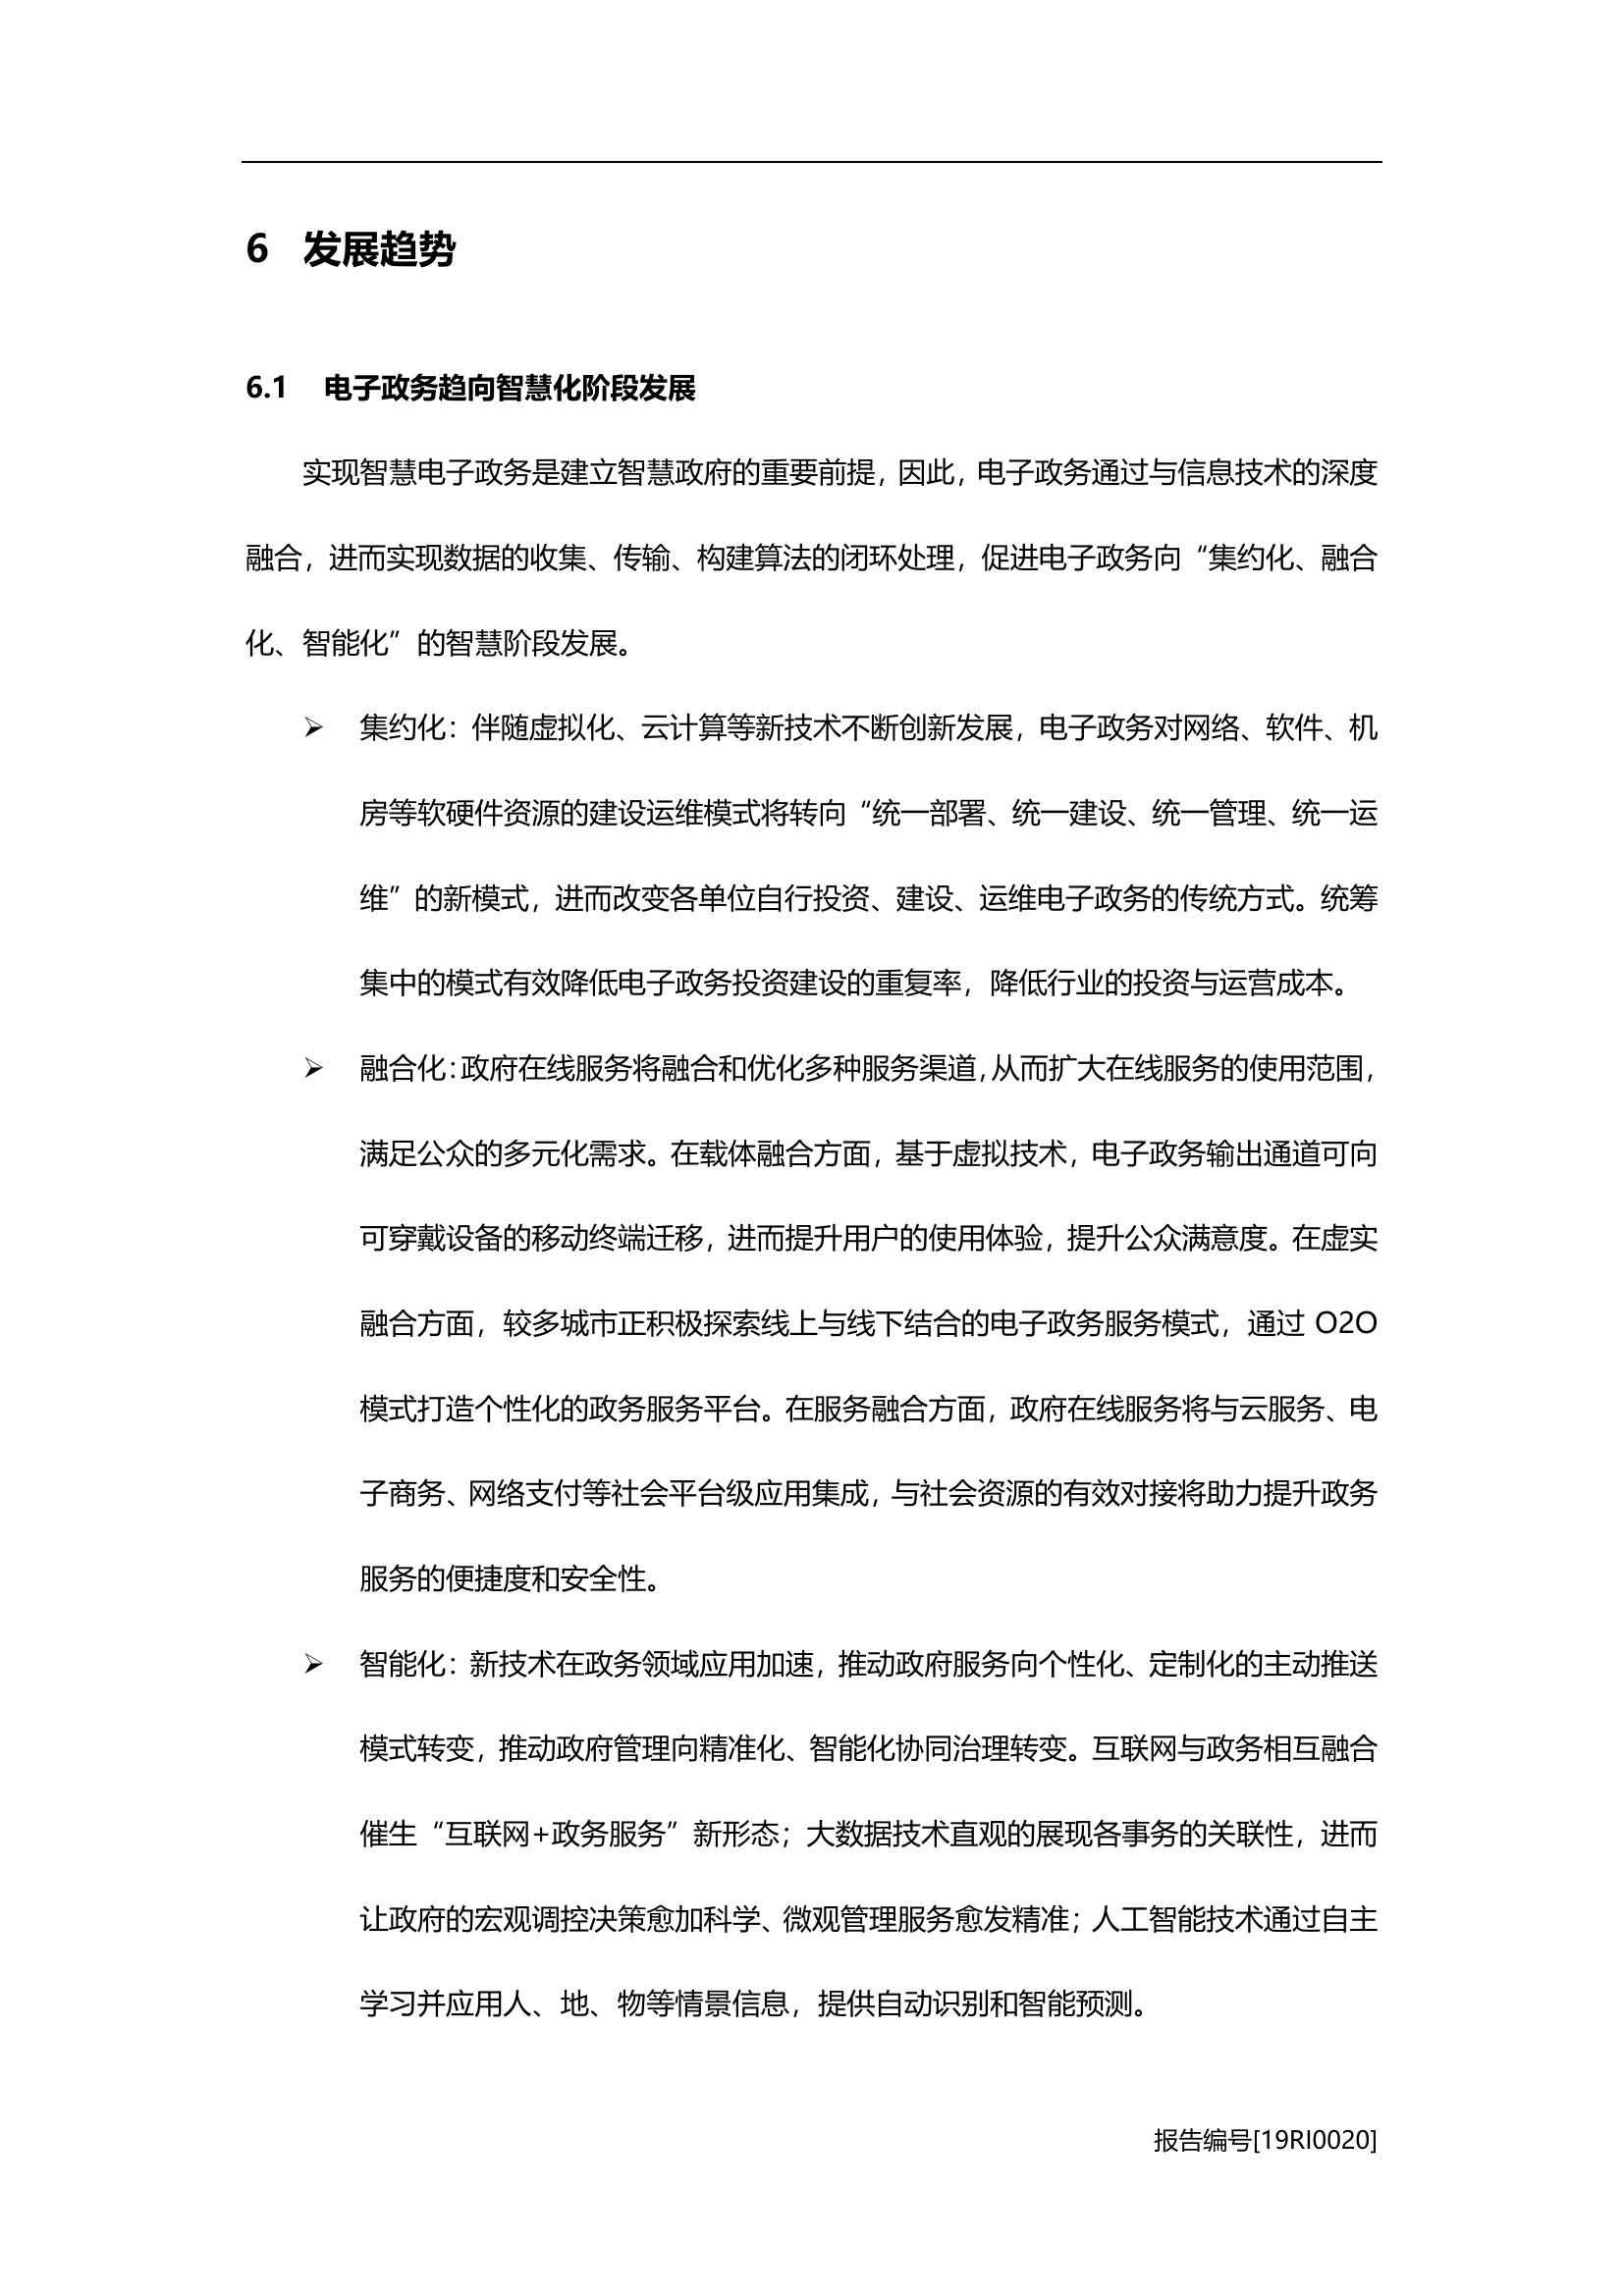 6 发展趋势
6.1 电子政务趋向智慧化阶段发展
实现智慧电子政务是建立智慧政府的重要前提，因此，电子政务通过与信息技术的深度
融合，进而实现数据的收集、传输、构建算法的闭环处理，促进电子政务向“集约化、融合
化、智能化”的智慧阶段发展。
➢ 集约化：伴随虚拟化、云计算等新技术不断创新发展，电子政务对网络、软件、机
房等软硬件资源的建设运维模式将转向“统一部署、统一建设、统一管理、统一运
维”的新模式，进而改变各单位自行投资、建设、运维电子政务的传统方式。统筹
集中的模式有效降低电子政务投资建设的重复率，降低行业的投资与运营成本。
➢ 融合化：政府在线服务将融合和优化多种服务渠道，从而扩大在线服务的使用范围，
满足公众的多元化需求。在载体融合方面，基于虚拟技术，电子政务输出通道可向
可穿戴设备的移动终端迁移，进而提升用户的使用体验，提升公众满意度。在虚实
融合方面，较多城市正积极探索线上与线下结合的电子政务服务模式，通过 O2O
模式打造个性化的政务服务平台。在服务融合方面，政府在线服务将与云服务、电
子商务、网络支付等社会平台级应用集成，与社会资源的有效对接将助力提升政务
服务的便捷度和安全性。
➢ 智能化：新技术在政务领域应用加速，推动政府服务向个性化、定制化的主动推送
模式转变，推动政府管理向精准化、智能化协同治理转变。互联网与政务相互融合
催生“互联网+政务服务”新形态；大数据技术直观的展现各事务的关联性，进而
让政府的宏观调控决策愈加科学、微观管理服务愈发精准；人工智能技术通过自主
学习并应用人、地、物等情景信息，提供自动识别和智能预测。
报告编号[19RI0020]